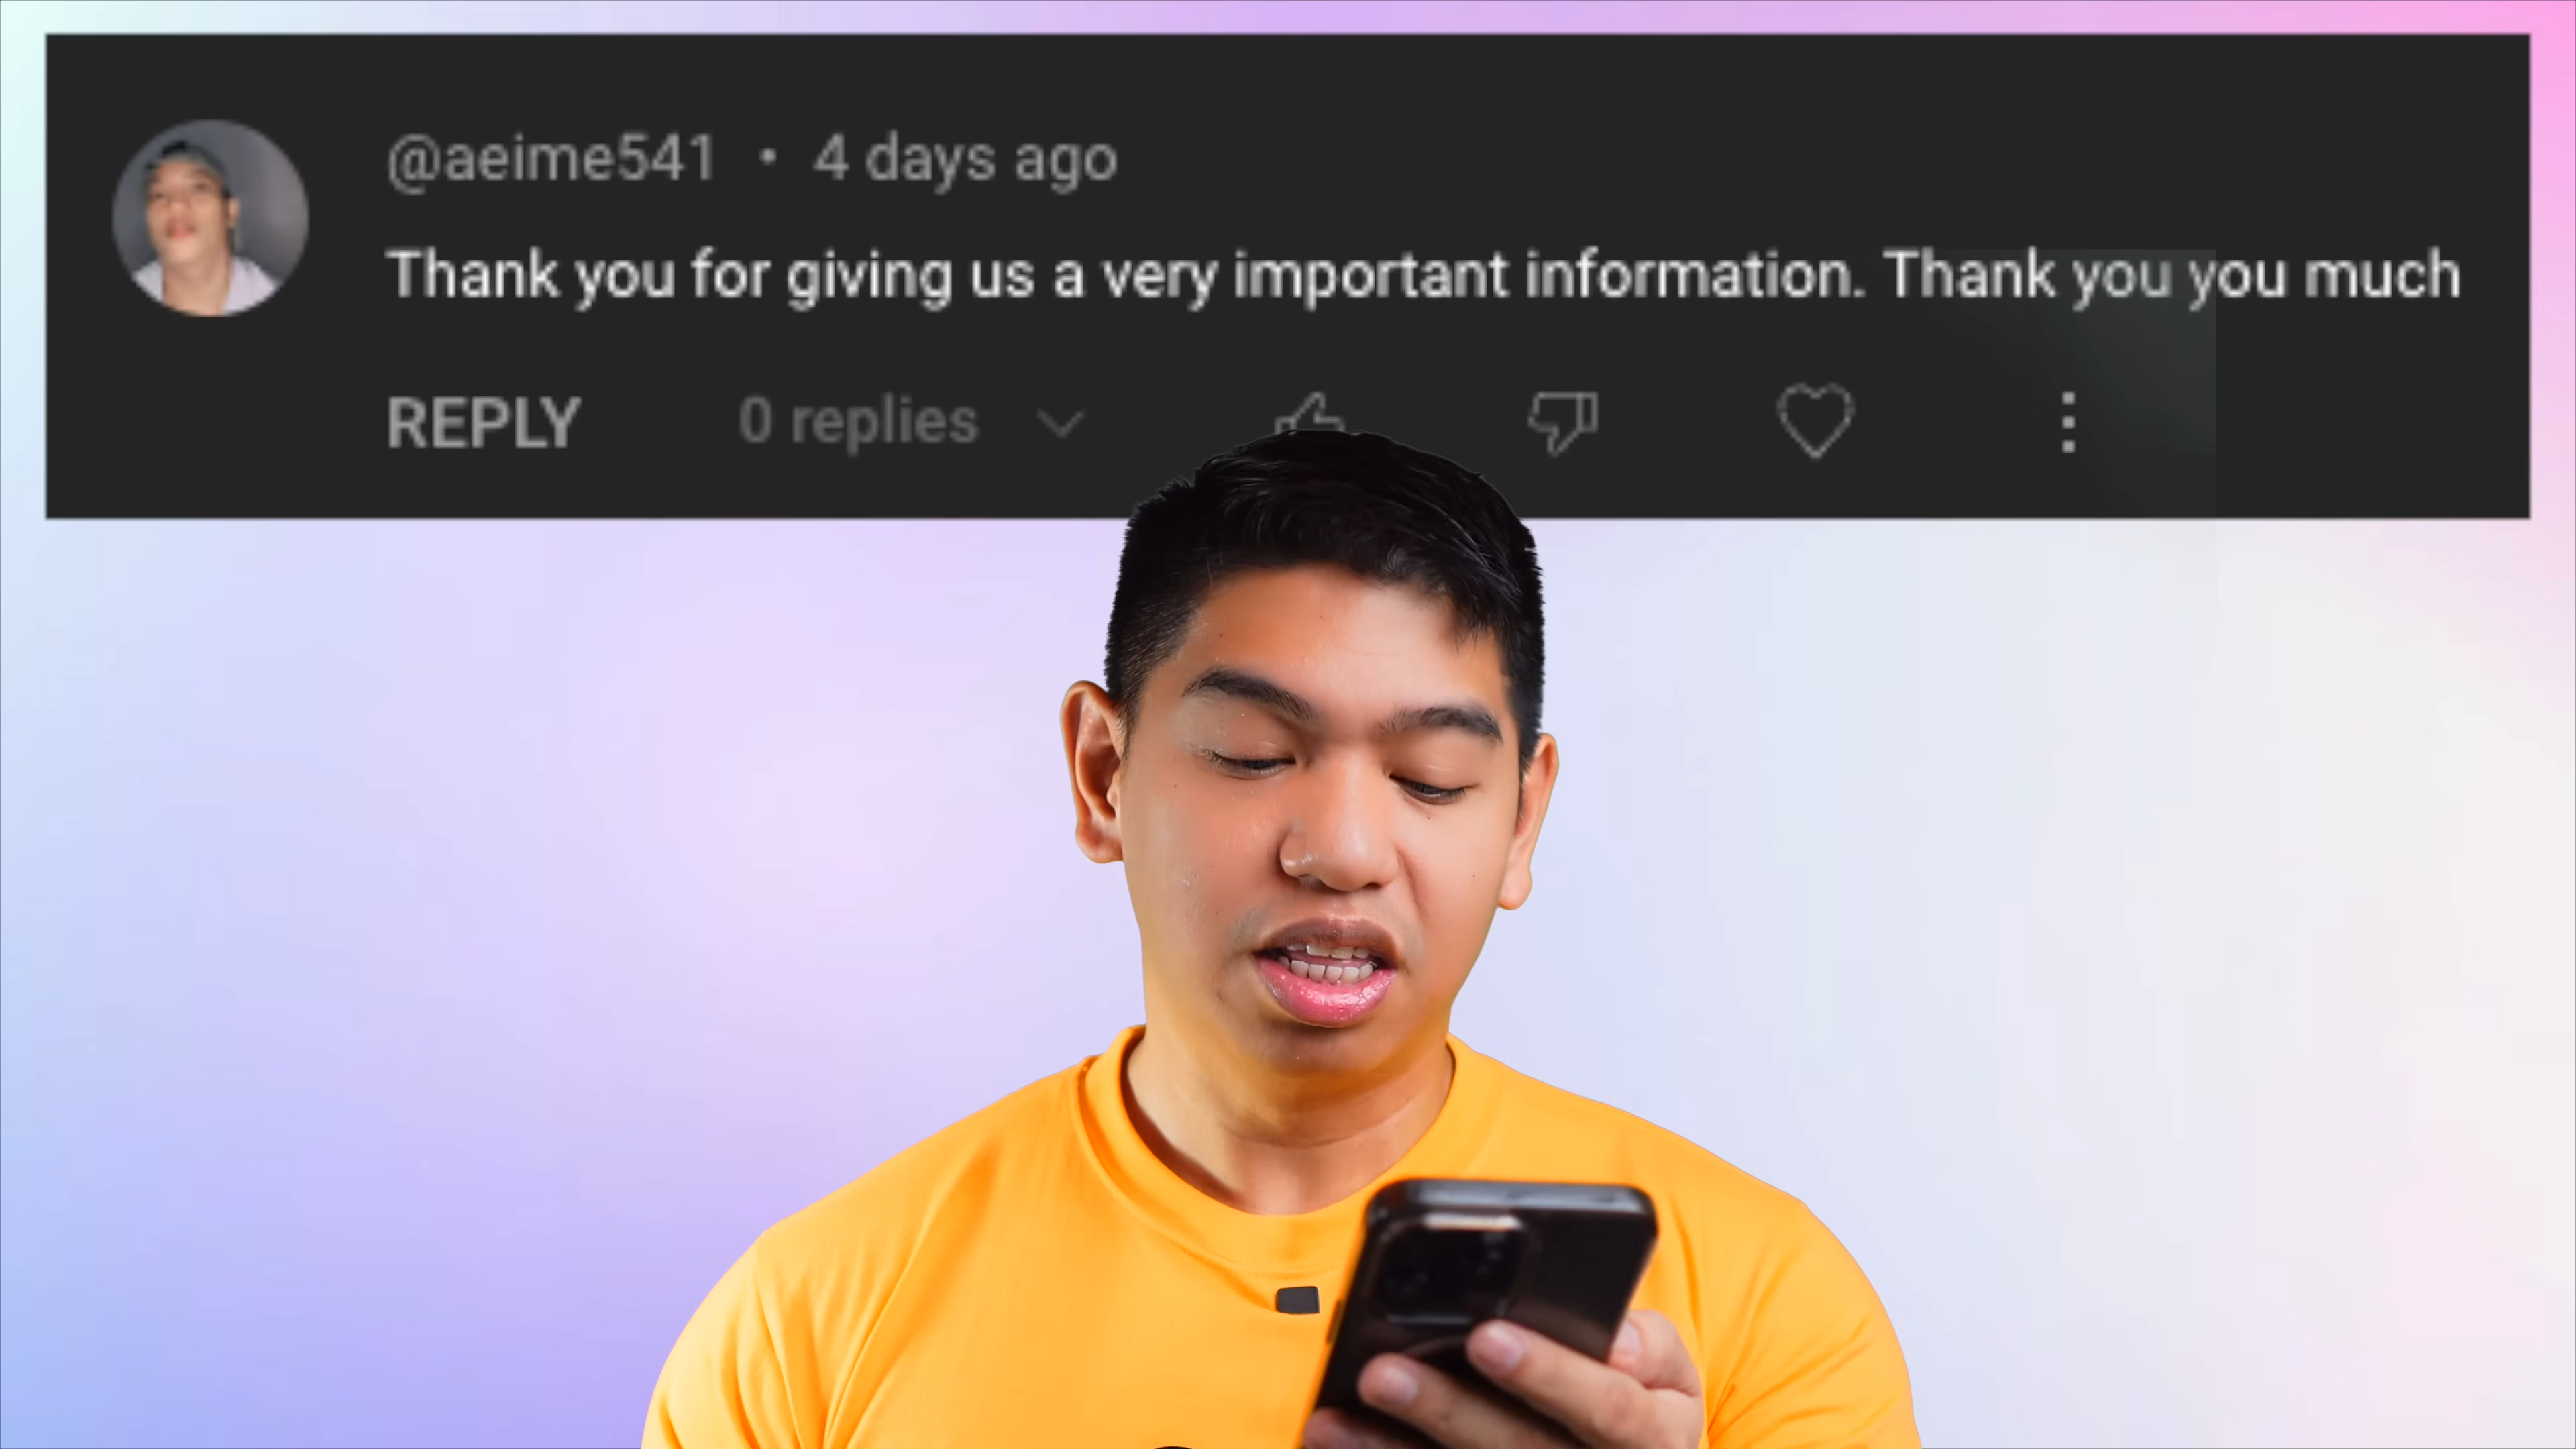 @aeime541 • 4 days ago
Thank you for giving us a very important information. Thank you you much
REPLY 0 replies